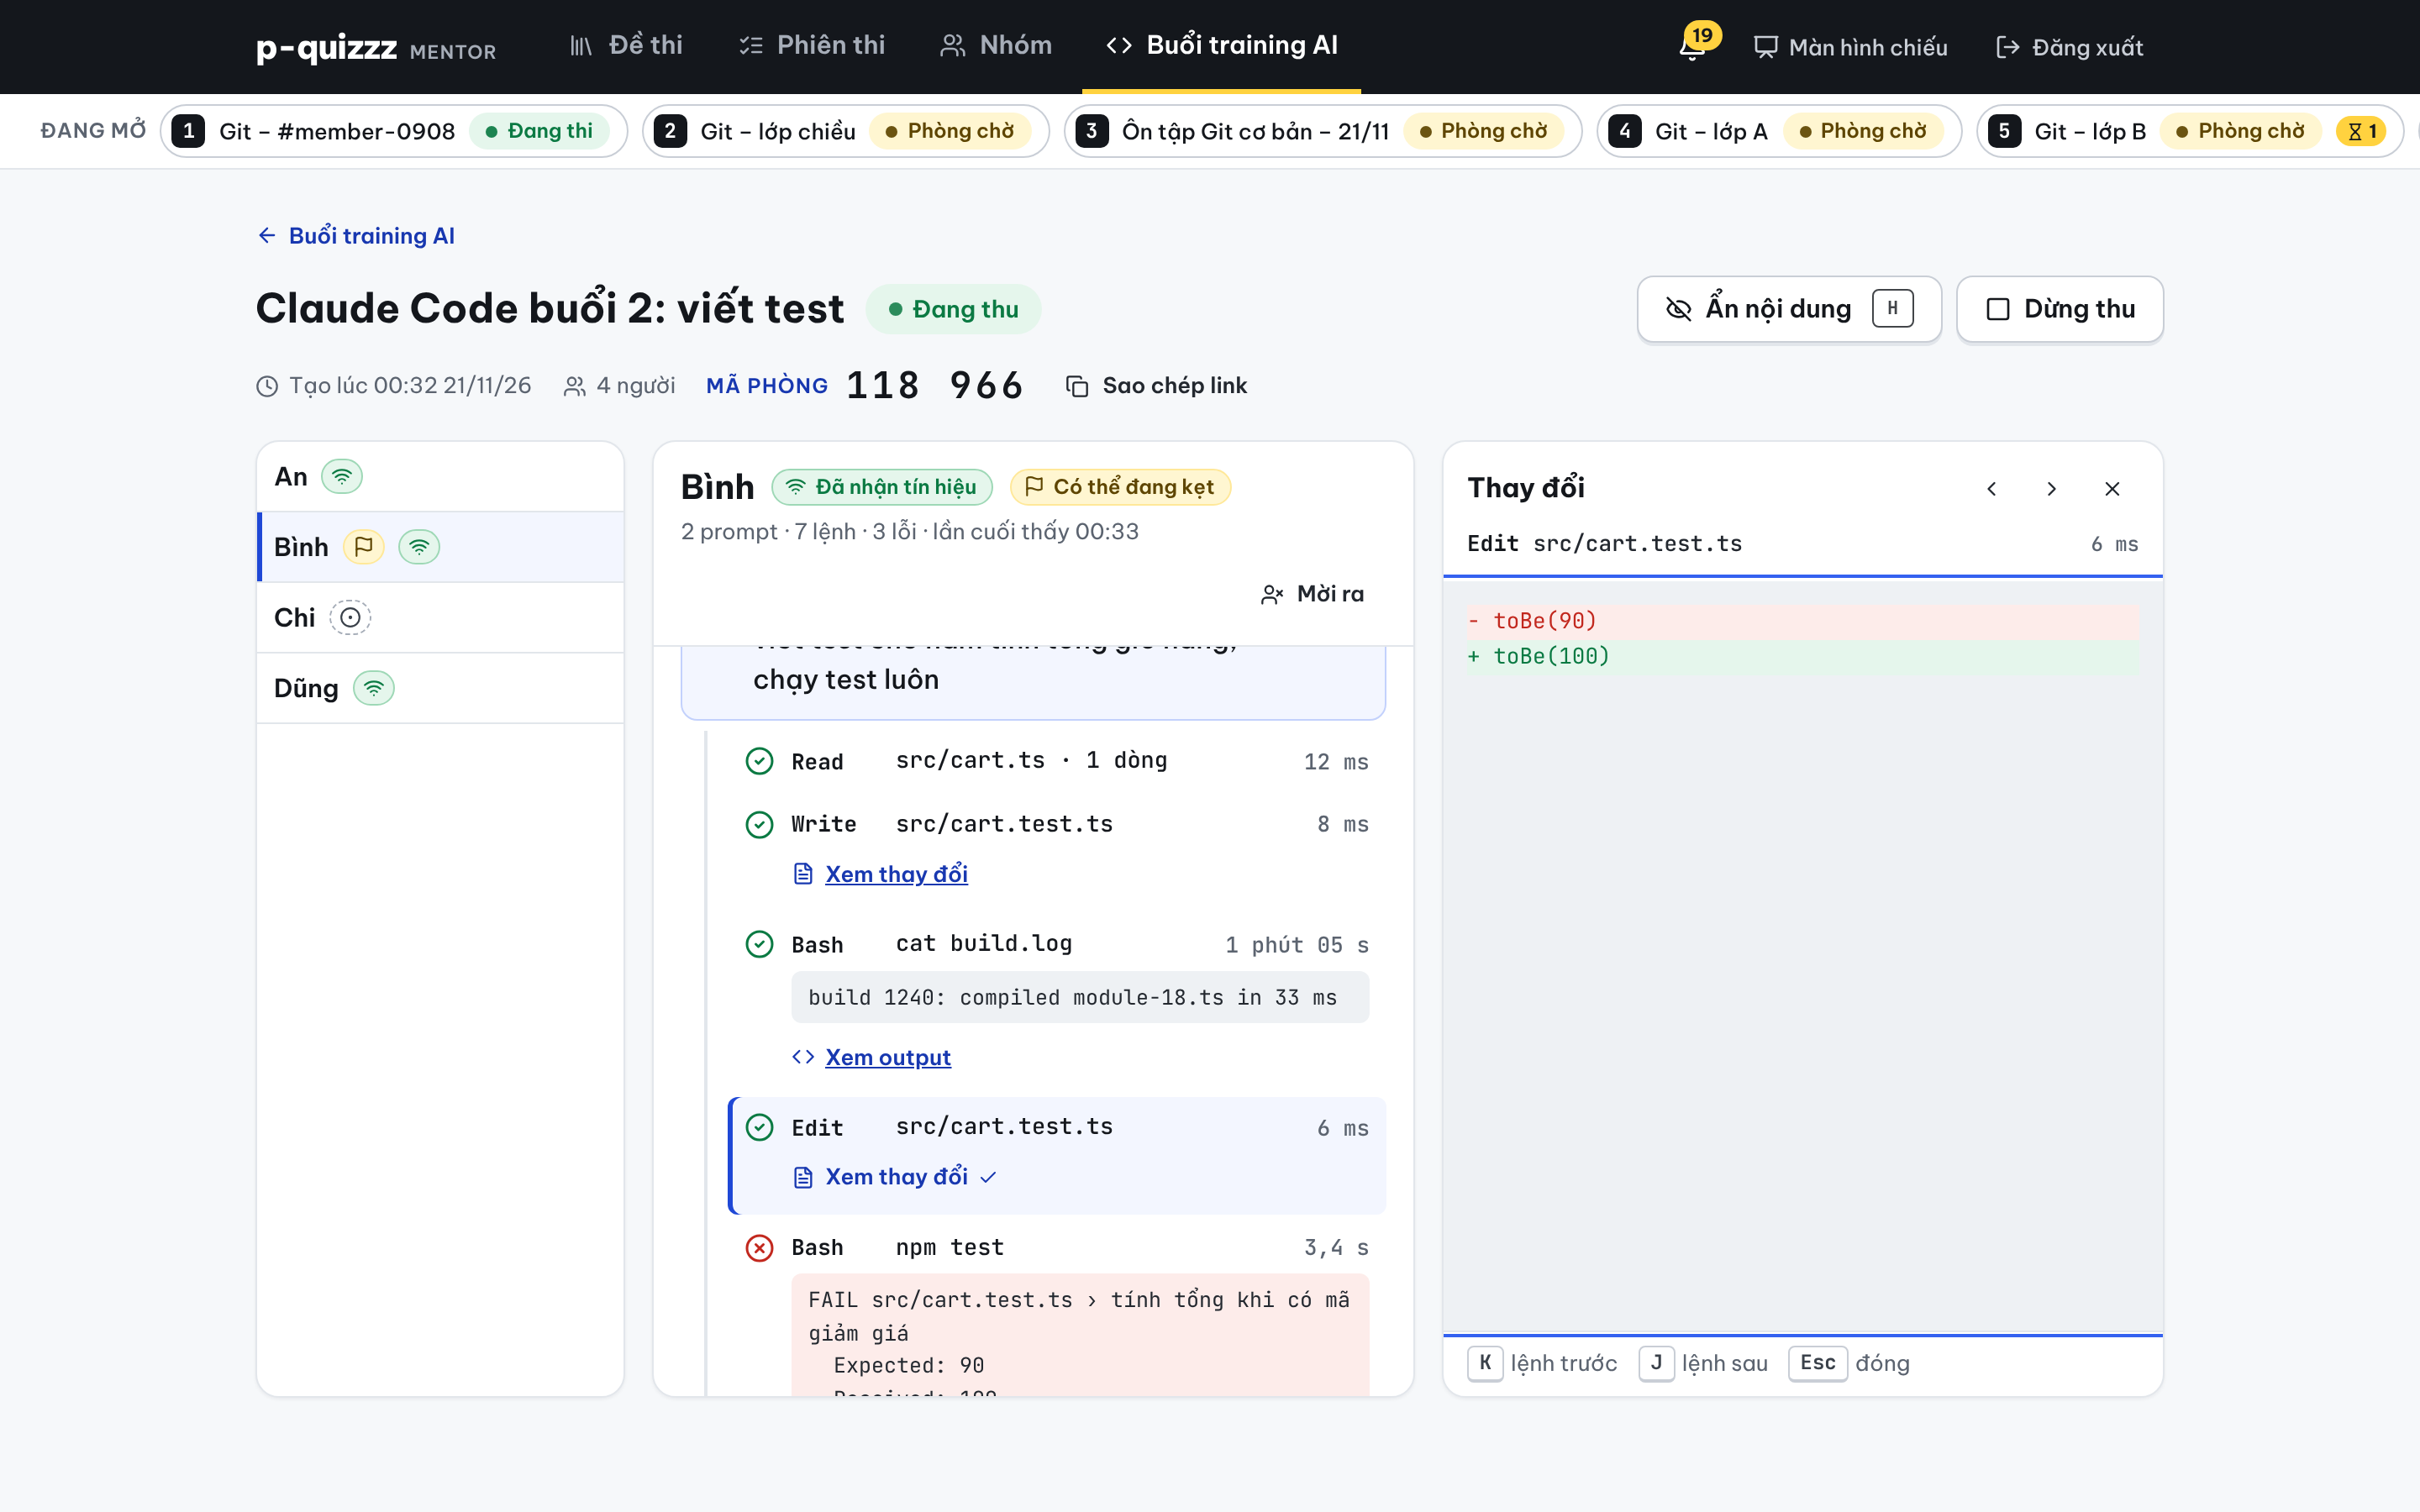 p-quizzz MENTOR
Đề thi
Phiên thi
Nhóm
Buổi training AI
19
Màn hình chiếu
Đăng xuất
ĐANG MỞ
1 Git – #member-0908 Đang thi
2 Git – lớp chiều Phòng chờ
3 Ôn tập Git cơ bản – 21/11 Phòng chờ
4 Git – lớp A Phòng chờ
5 Git – lớp B Phòng chờ 1
Buổi training AI
Claude Code buổi 2: viết test Đang thu
Ẩn nội dung H
Dừng thu
Tạo lúc 00:32 21/11/26 4 người MÃ PHÒNG 118 966 Sao chép link
An
Bình
Chi
Dũng
Bình Đã nhận tín hiệu Có thể đang kẹt
2 prompt · 7 lệnh · 3 lỗi · lần cuối thấy 00:33
Mời ra
viết test cho hàm tính tổng giỏ hàng,
chạy test luôn
Read src/cart.ts · 1 dòng 12 ms
Write src/cart.test.ts 8 ms
Xem thay đổi
Bash cat build.log 1 phút 05 s
build 1240: compiled module-18.ts in 33 ms
Xem output
Edit src/cart.test.ts 6 ms
Xem thay đổi
Bash npm test 3,4 s
FAIL src/cart.test.ts › tính tổng khi có mã
giảm giá
Expected: 90
Received: 100
Thay đổi
Edit src/cart.test.ts 6 ms
- toBe(90)
+ toBe(100)
K lệnh trước J lệnh sau Esc đóng